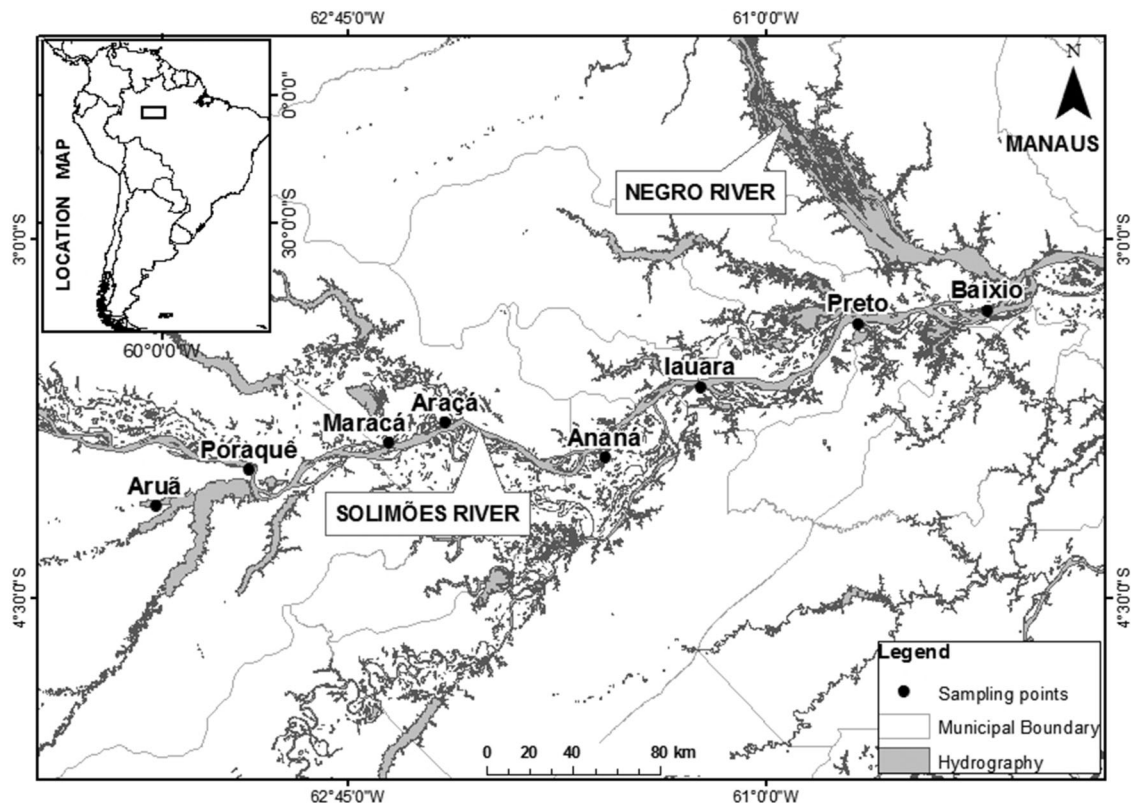 62°45'0"W
61°0'0"W
LOCATION MAP
0°0'0"
30°0'0"S
60°0'0"W
N
MANAUS
NEGRO RIVER
3°0'0"S
3°0'0"S
Baixio
Preto
Iauara
Araçá
Maracá
Ananá
Poraquê
Aruã
SOLIMÕES RIVER
4°30'0"S
4°30'0"S
Legend
Sampling points
Municipal Boundary
Hydrography
0 20 40 80 km
62°45'0"W
61°0'0"W